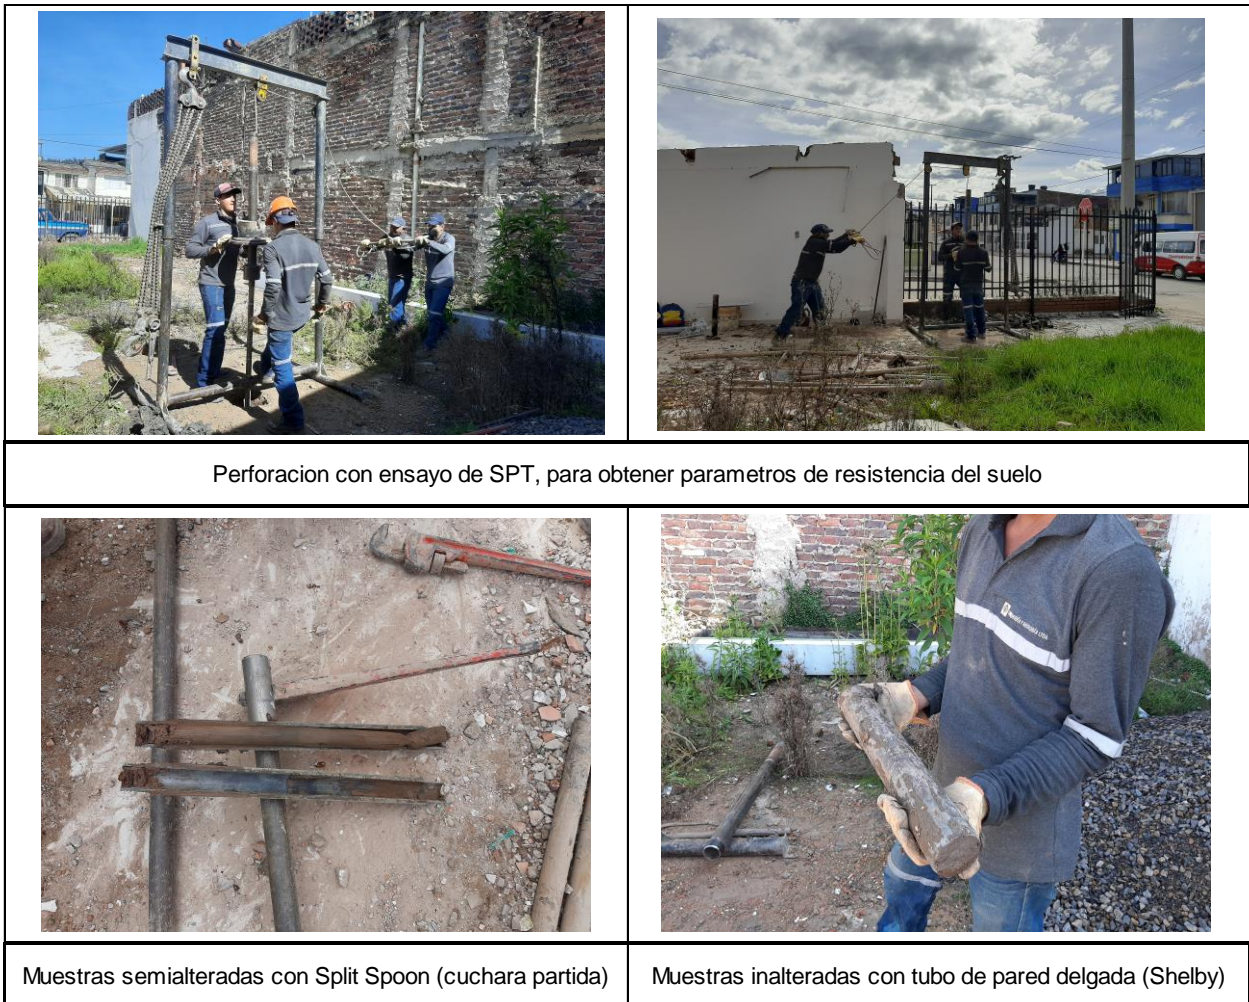 Perforacion con ensayo de SPT, para obtener parametros de resistencia del suelo
Muestras semialteradas con Split Spoon (cuchara partida)
Muestras inalteradas con tubo de pared delgada (Shelby)